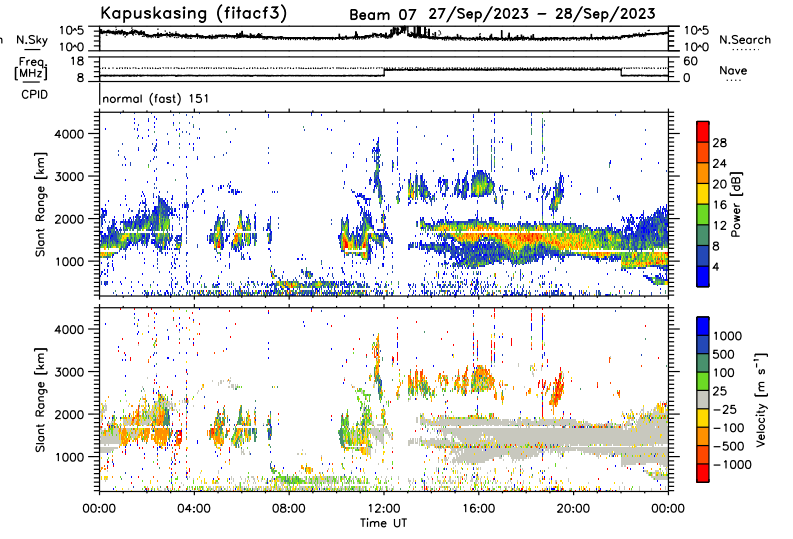 Kapuskasing (fitacf3) Beam 07 27/Sep/2023 − 28/Sep/2023
N.Sky 10^5 10^5 N.Search
10^0 10^0
Freq. 18 60 Nave
[MHz] 8 0
CPID normal (fast) 151
Slant Range [km]
4000
3000
2000
1000
28
24
20
16
12
8
4
Power [dB]
Slant Range [km]
4000
3000
2000
1000
1000
500
100
25
−25
−100
−500
−1000
Velocity [m s^−1]
00:00 04:00 08:00 12:00 16:00 20:00 00:00
Time UT